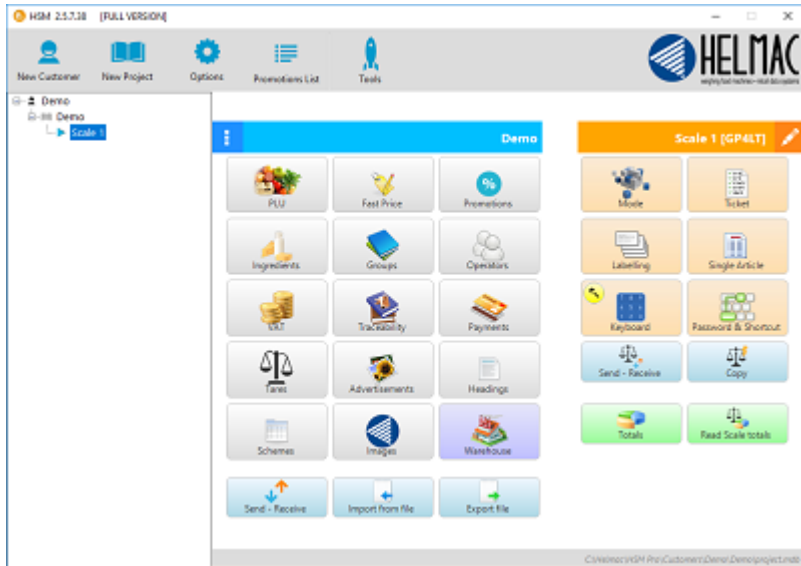 HSM 2.5.7.38 [FULL VERSION]
New Customer New Project Options Promotions List Tools
HELMAC
Demo
Demo
Scale 1
Demo
Scale 1 [GP4LT]
PLU Fast Price Promotions
Mode Ticket
Ingredients Groups Operators
Labelling Single Article
VAT Traceability Payments
Keyboard Password & Shortcut
Tares Advertisements Headings
Send - Receive Copy
Schemes Images Warehouse
Totals Read Scale totals
Send - Receive Import from file Export file